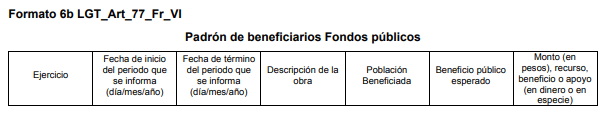 Formato 6b LGT_Art_77_Fr_VI
Padrón de beneficiarios Fondos públicos
Ejercicio
Fecha de inicio
del periodo que
se informa
(día/mes/año)
Fecha de término
del periodo que
se informa
(día/mes/año)
Descripción de la
obra
Población
Beneficiada
Beneficio público
esperado
Monto (en
pesos), recurso,
beneficio o apoyo
(en dinero o en
especie)